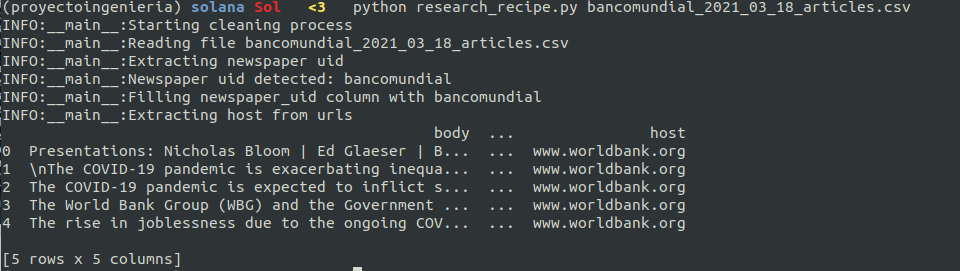 (proyectoingenieria) solana Sol <3 python research_recipe.py bancomundial_2021_03_18_articles.csv
INFO:__main__:Starting cleaning process
INFO:__main__:Reading file bancomundial_2021_03_18_articles.csv
INFO:__main__:Extracting newspaper uid
INFO:__main__:Newspaper uid detected: bancomundial
INFO:__main__:Filling newspaper_uid column with bancomundial
INFO:__main__:Extracting host from urls
body ... host
0 Presentations: Nicholas Bloom | Ed Glaeser | B... ... www.worldbank.org
1 \nThe COVID-19 pandemic is exacerbating inequa... ... www.worldbank.org
2 The COVID-19 pandemic is expected to inflict s... ... www.worldbank.org
3 The World Bank Group (WBG) and the Government ... ... www.worldbank.org
4 The rise in joblessness due to the ongoing COV... ... www.worldbank.org
[5 rows x 5 columns]